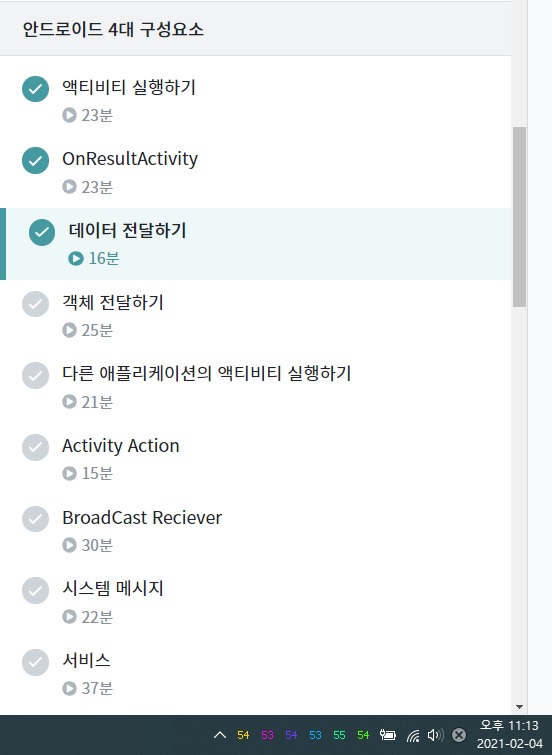 안드로이드 4대 구성요소
액티비티 실행하기
23분
OnResultActivity
23분
데이터 전달하기
16분
객체 전달하기
25분
다른 애플리케이션의 액티비티 실행하기
21분
Activity Action
15분
BroadCast Reciever
30분
시스템 메시지
22분
서비스
37분
오후 11:13
54 53 54 53 55 54
2021-02-04